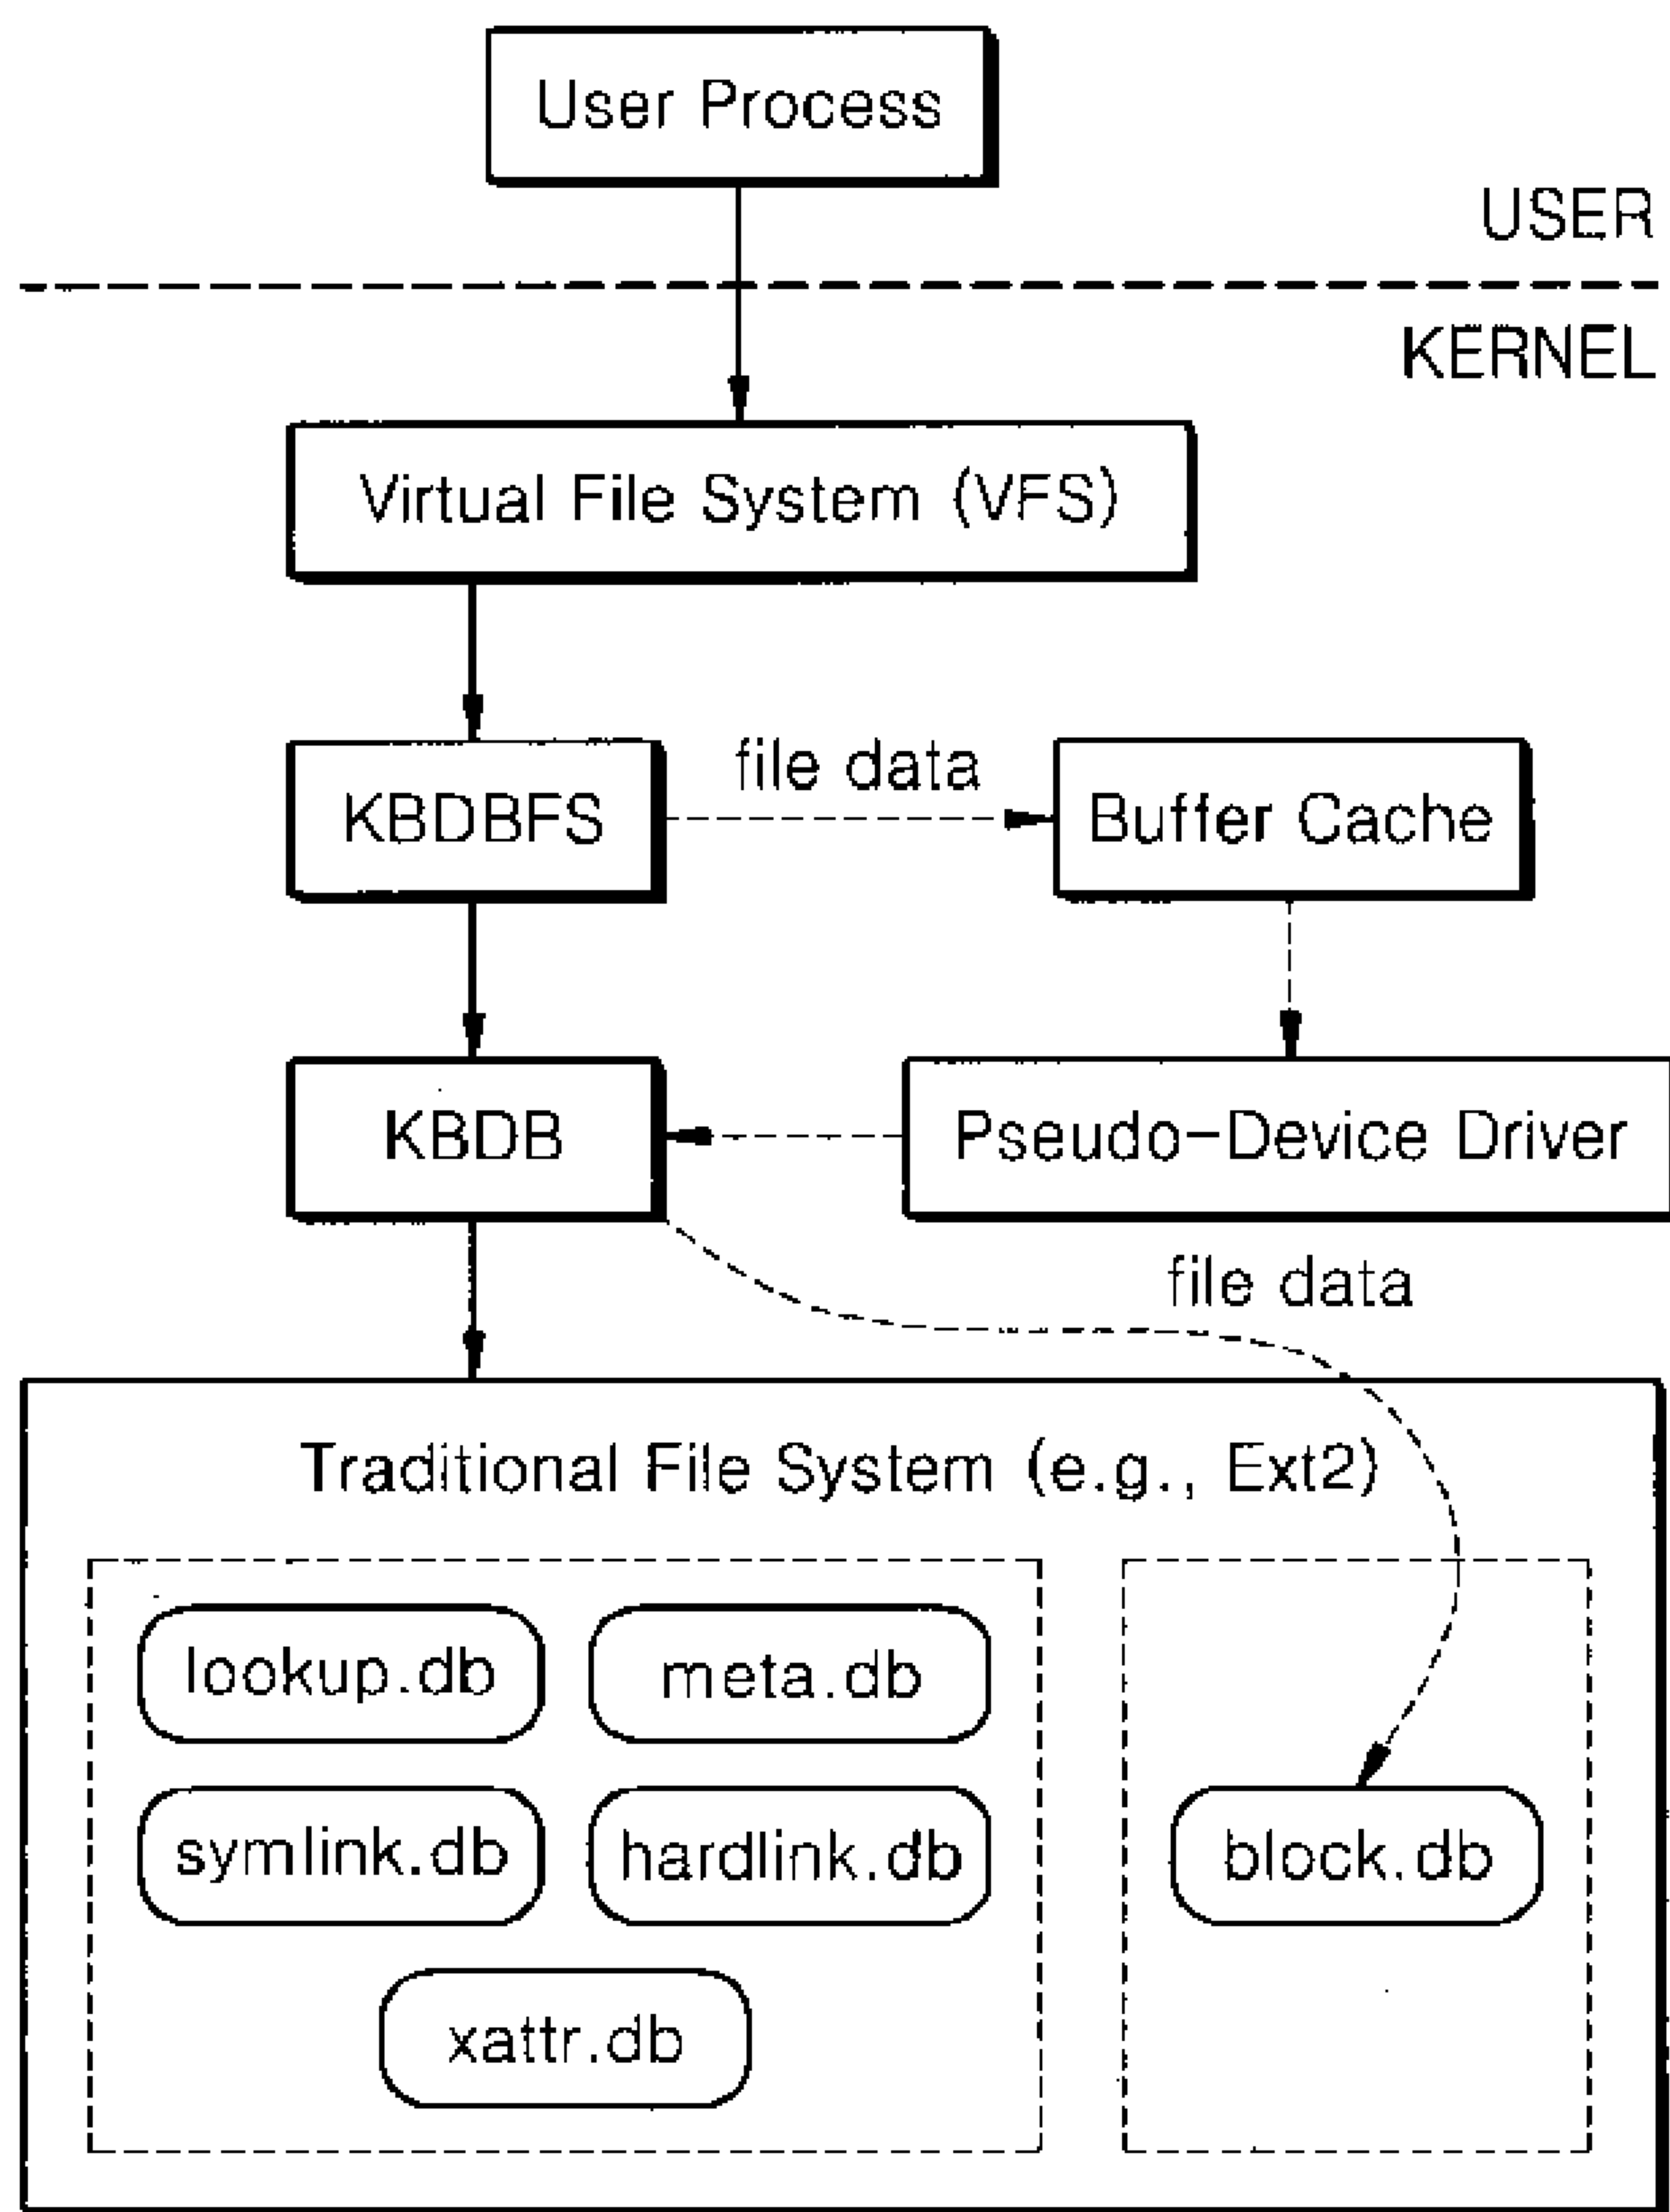 User Process
USER
KERNEL
Virtual File System (VFS)
KBDBFS
file data
Buffer Cache
KBDB
Pseudo-Device Driver
file data
Traditional File System (e.g., Ext2)
lookup.db
meta.db
symlink.db
hardlink.db
block.db
xattr.db